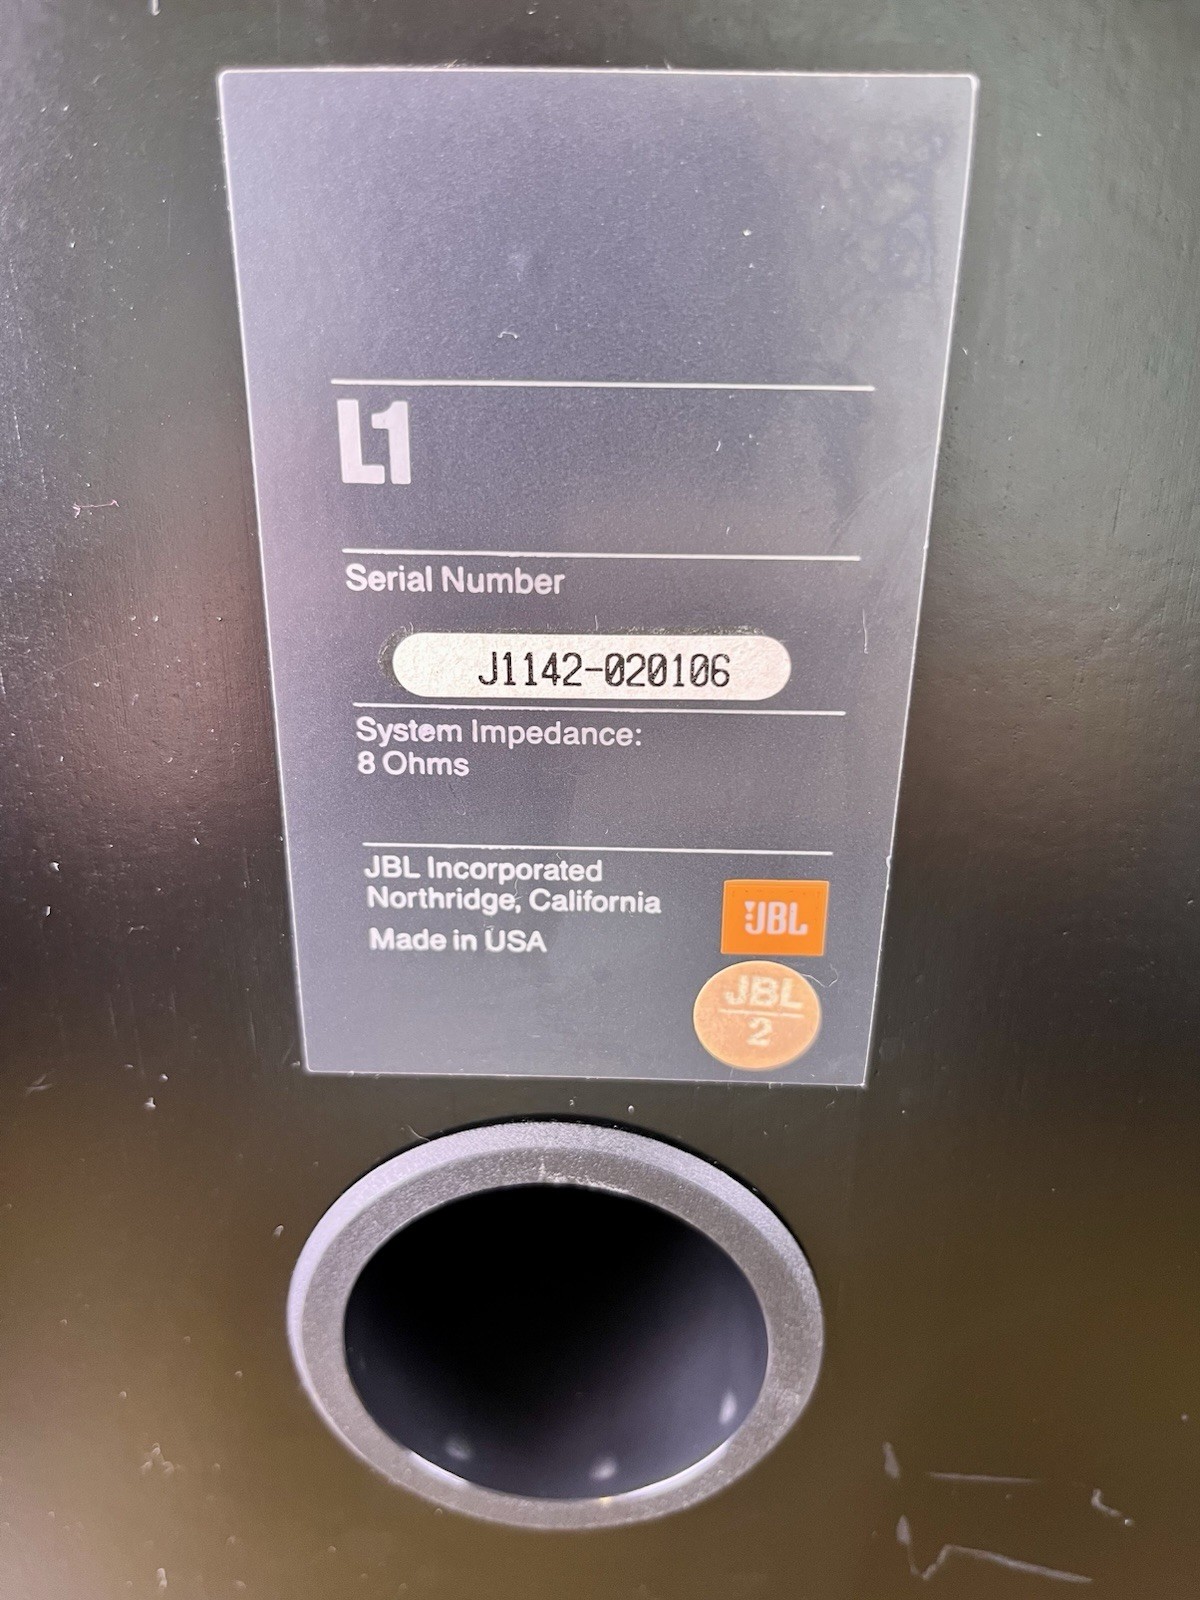 L1
Serial Number
J1142-020106
System Impedance:
8 Ohms
JBL Incorporated
Northridge, California
Made in USA
JBL
JBL
2